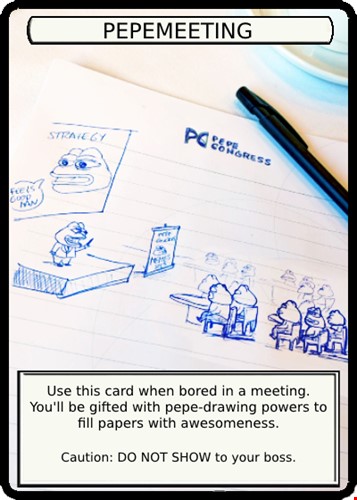 PEPEMEETING
STRATEGY
PC PEPE
CONGRESS
FEELS
GOOD
MAN
Use this card when bored in a meeting.
You'll be gifted with pepe-drawing powers to
fill papers with awesomeness.
Caution: DO NOT SHOW to your boss.